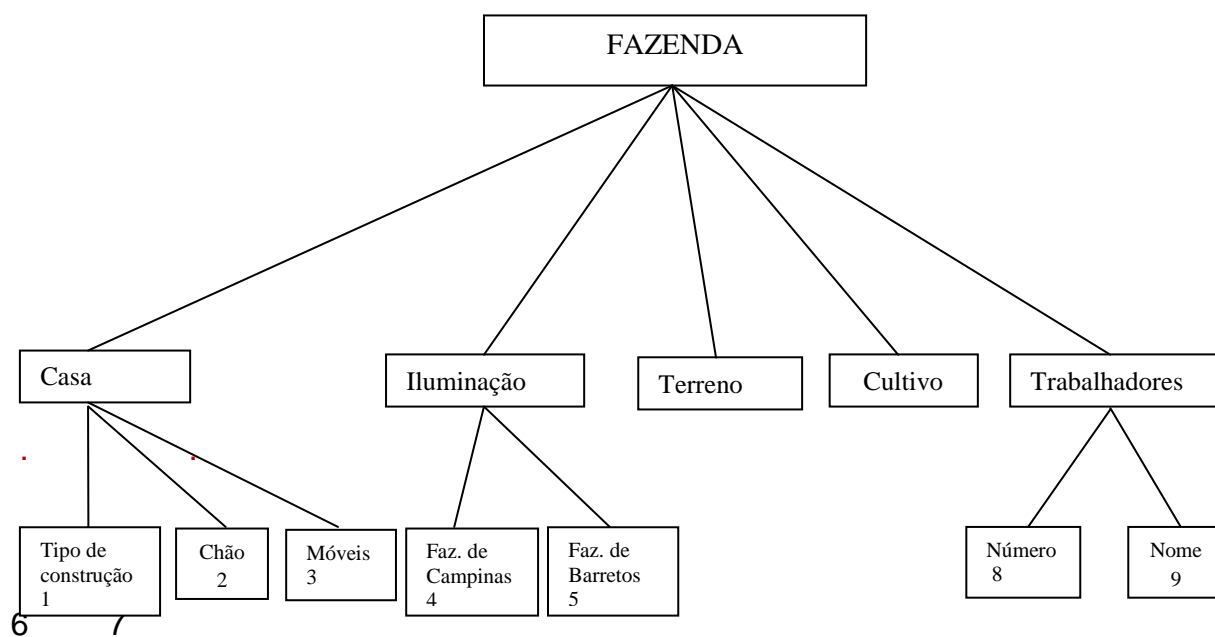 FAZENDA
Casa
Iluminação
Terreno
Cultivo
Trabalhadores
Tipo de
construção
1
Chão
2
Móveis
3
Faz. de
Campinas
4
Faz. de
Barretos
5
Número
8
Nome
9
6 7